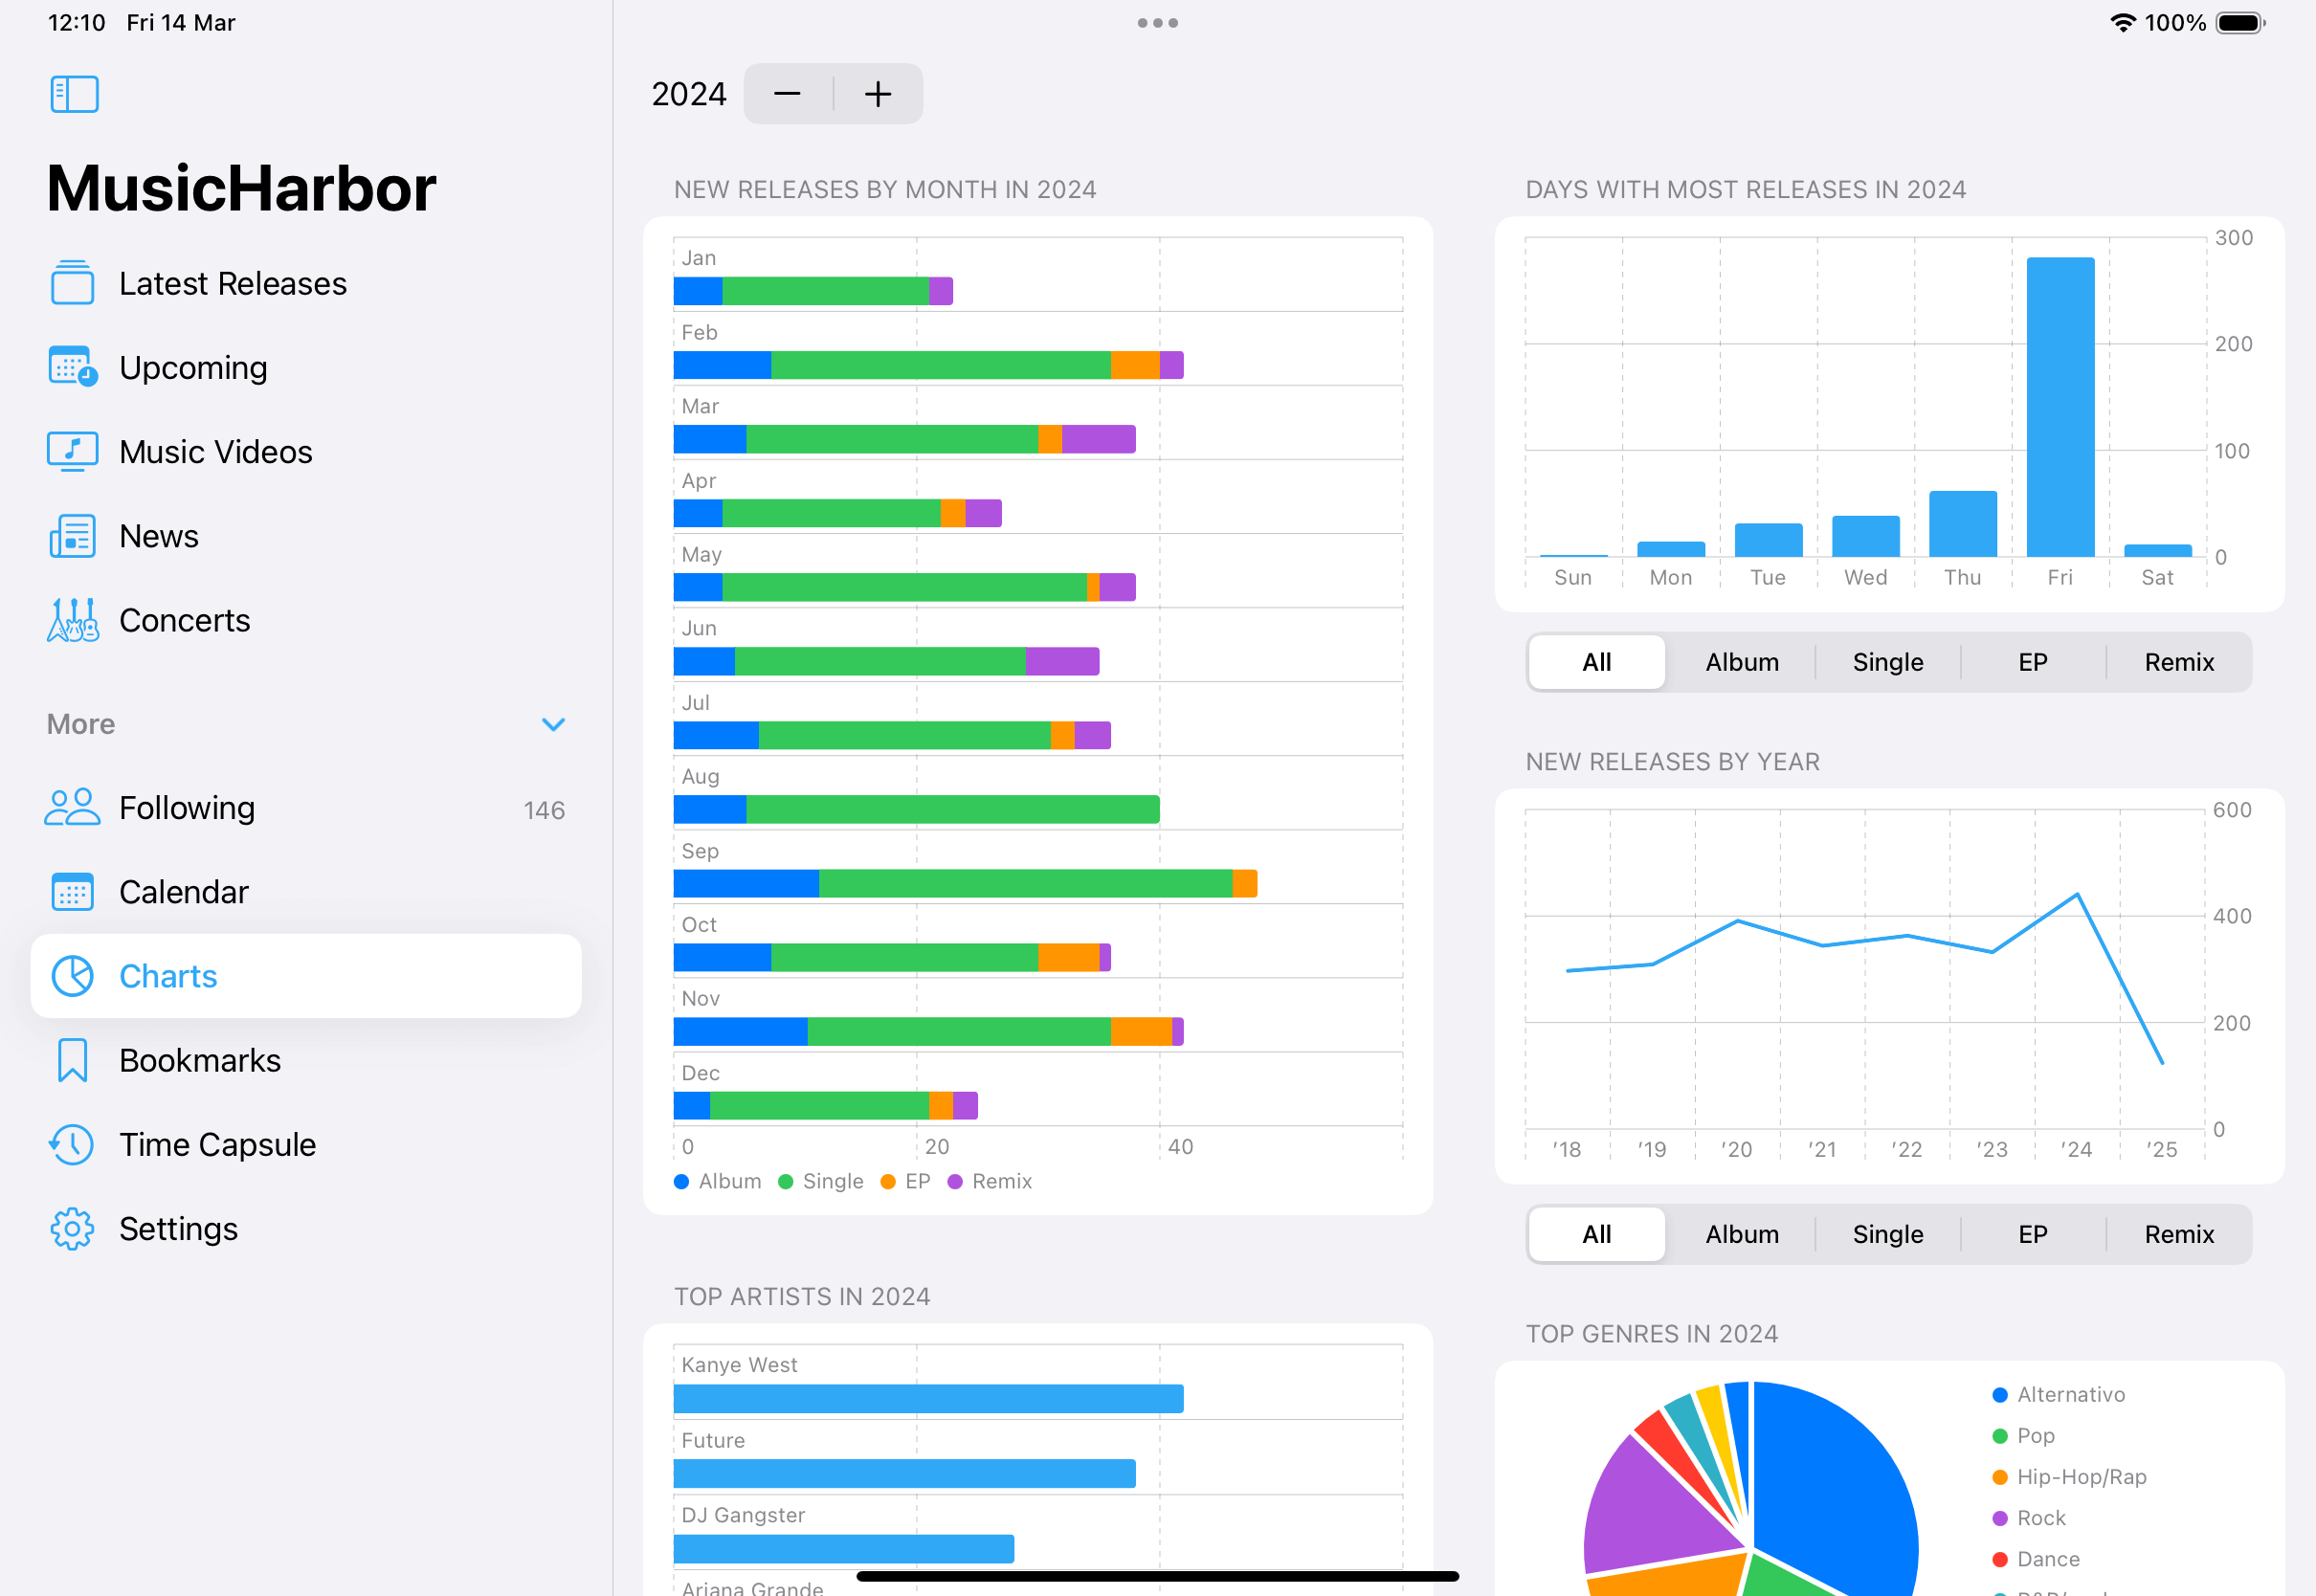 12:10 Fri 14 Mar
100%
MusicHarbor
Latest Releases
Upcoming
Music Videos
News
Concerts
More
Following 146
Calendar
Charts
Bookmarks
Time Capsule
Settings
2024
NEW RELEASES BY MONTH IN 2024
Jan
Feb
Mar
Apr
May
Jun
Jul
Aug
Sep
Oct
Nov
Dec
0 20 40
Album Single EP Remix
TOP ARTISTS IN 2024
Kanye West
Future
DJ Gangster
Ariana Grande
DAYS WITH MOST RELEASES IN 2024
300
200
100
0
Sun Mon Tue Wed Thu Fri Sat
All Album Single EP Remix
NEW RELEASES BY YEAR
600
400
200
0
'18 '19 '20 '21 '22 '23 '24 '25
All Album Single EP Remix
TOP GENRES IN 2024
Alternativo
Pop
Hip-Hop/Rap
Rock
Dance